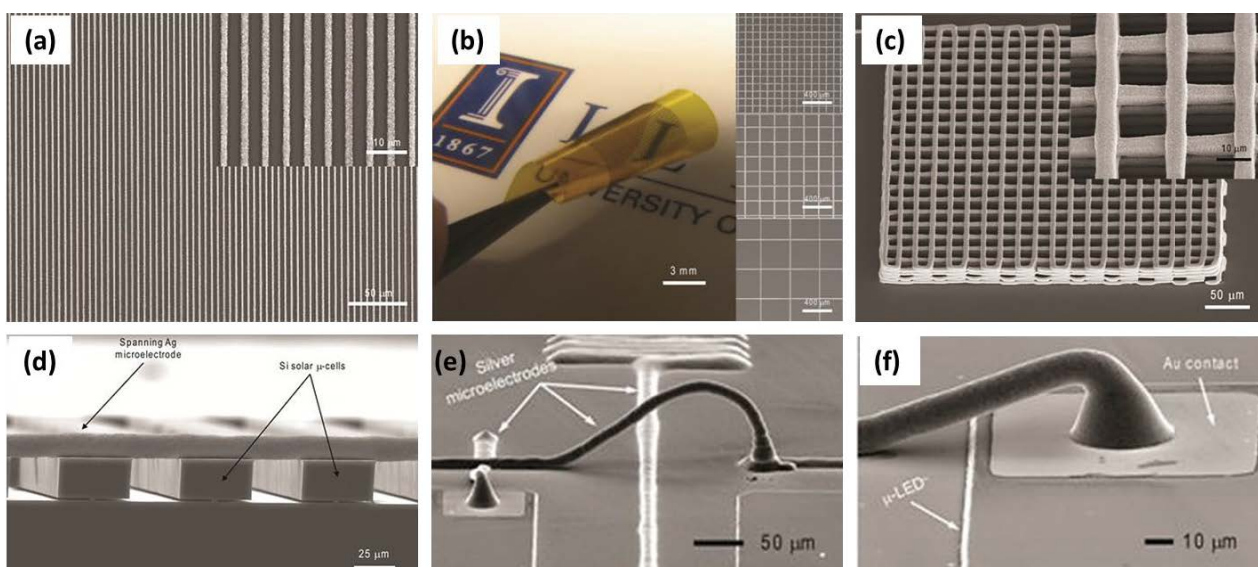 (a)
10 μm
50 μm
(b)
I
1867
I L L
UNIVERSITY O
3 mm
400 μm
400 μm
400 μm
(c)
10 μm
50 μm
(d)
Spanning Ag
microelectrode
Si solar μ-cells
25 μm
(e)
Silver
microelectrodes
50 μm
(f)
Au contact
μ-LED
10 μm